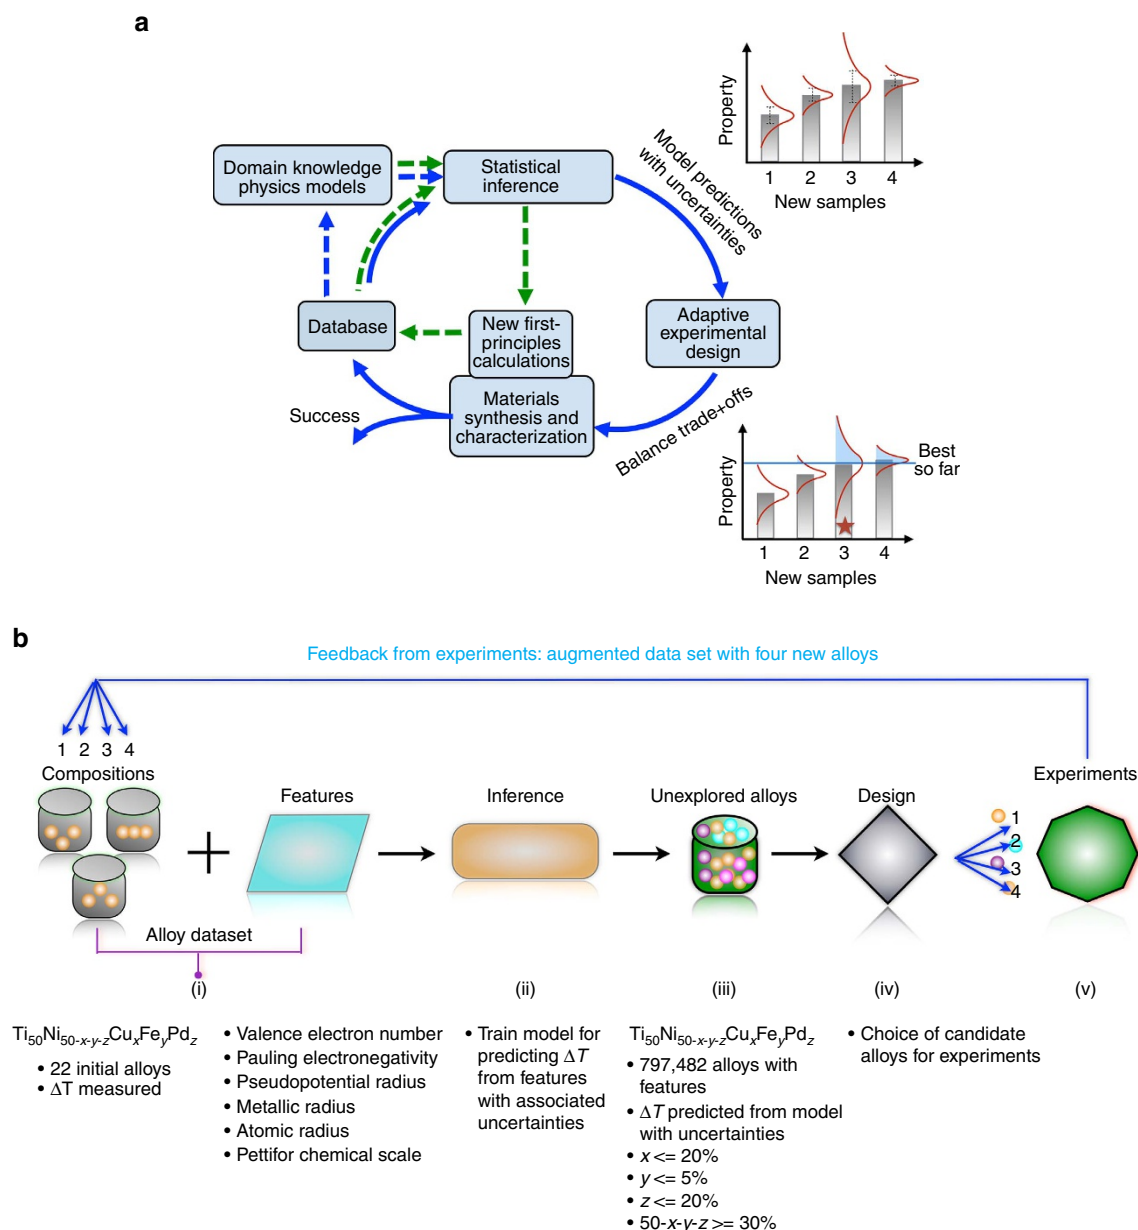 a
Property
1 2 3 4
New samples
Domain knowledge
physics models
Statistical
inference
Model predictions
with uncertainties
Database
New first-
principles
calculations
Adaptive
experimental
design
Materials
synthesis and
characterization
Success
Balance trade+offs
Property
Best
so far
1 2 3 4
New samples
b
Feedback from experiments: augmented data set with four new alloys
1 2 3 4
Compositions
Features
Inference
Unexplored alloys
Design
Experiments
1
2
3
4
Alloy dataset
(i)
(ii)
(iii)
(iv)
(v)
Ti50Ni50-x-y-zCuxFeyPdz
• 22 initial alloys
• ΔT measured
• Valence electron number
• Pauling electronegativity
• Pseudopotential radius
• Metallic radius
• Atomic radius
• Pettifor chemical scale
• Train model for
predicting ΔT
from features
with associated
uncertainties
Ti50Ni50-x-y-zCuxFeyPdz
• 797,482 alloys with
features
• ΔT predicted from model
with uncertainties
• x <= 20%
• y <= 5%
• z <= 20%
• 50-x-y-z >= 30%
• Choice of candidate
alloys for experiments